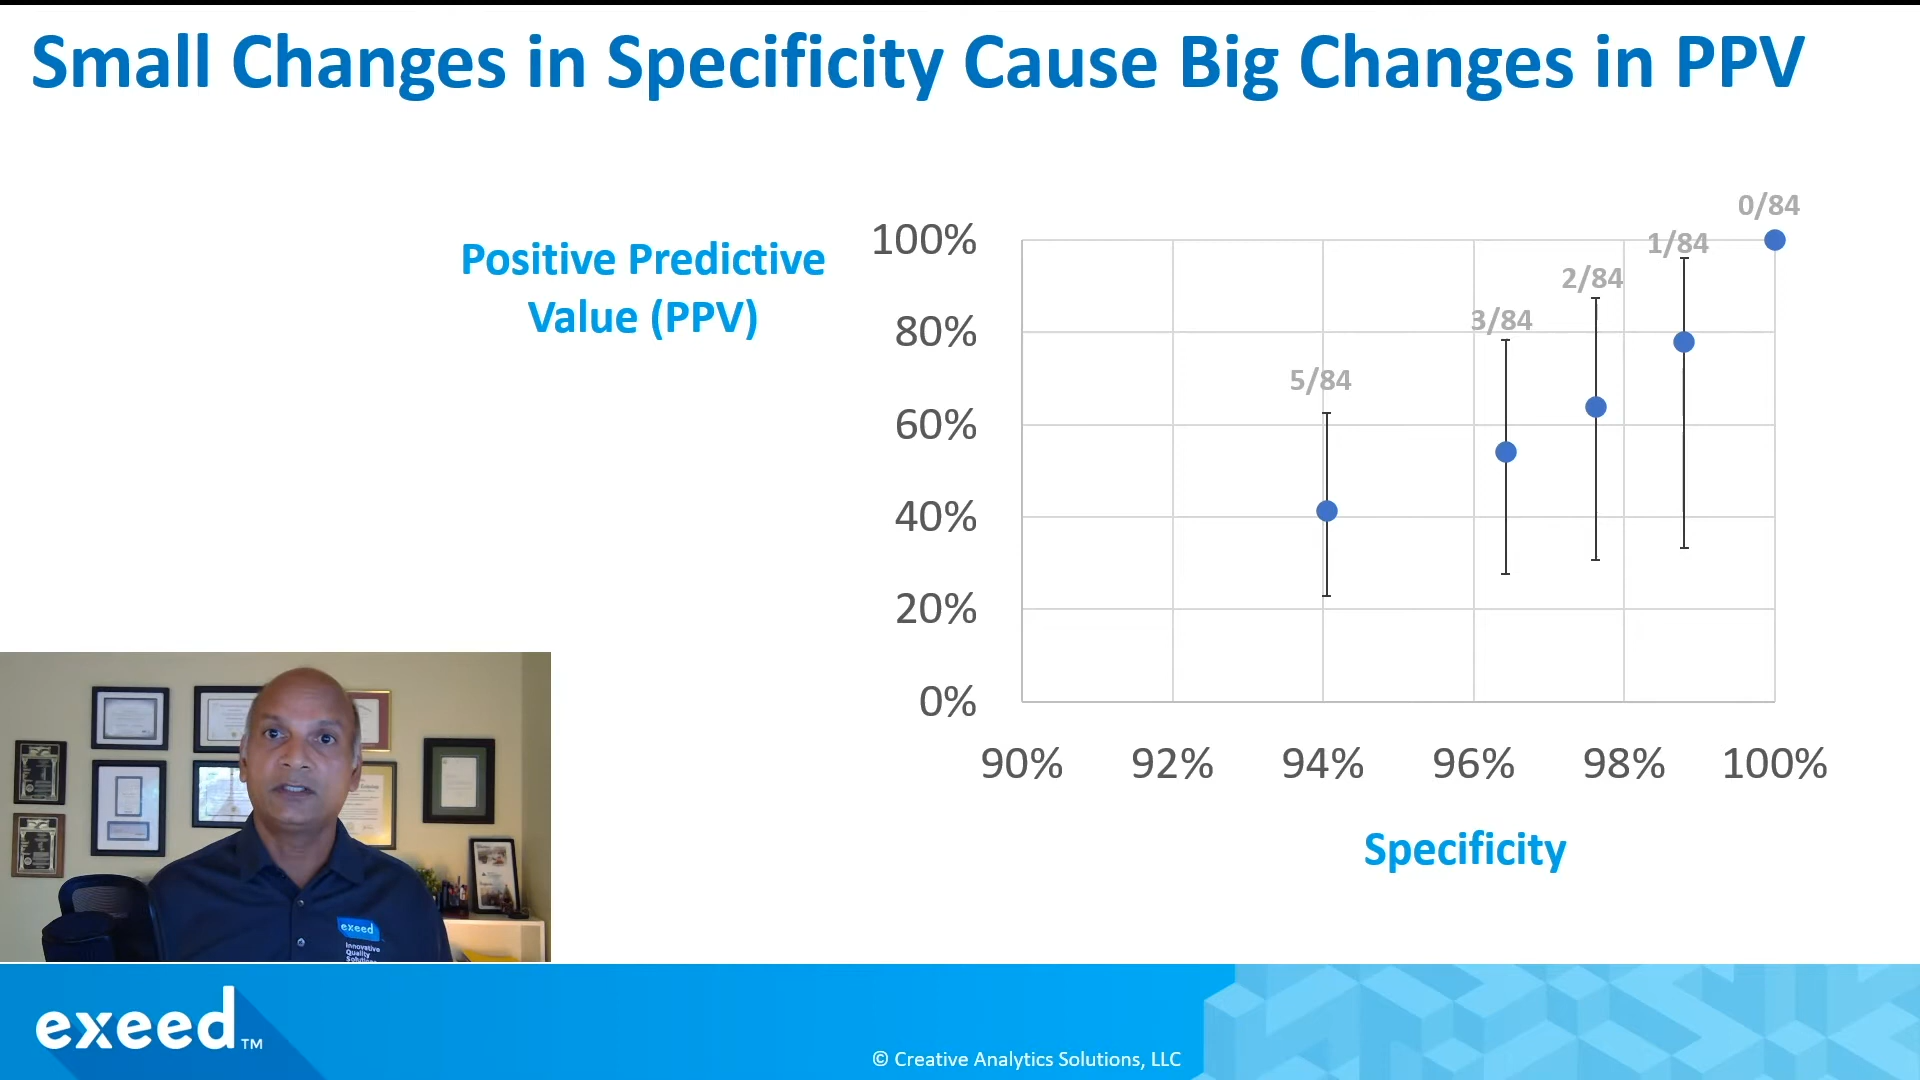 Small Changes in Specificity Cause Big Changes in PPV
Positive Predictive
Value (PPV)
100%
80%
60%
40%
20%
0%
5/84
3/84
2/84
1/84
0/84
90% 92% 94% 96% 98% 100%
Specificity
exeed
Innovative
Quality
exeed™
© Creative Analytics Solutions, LLC